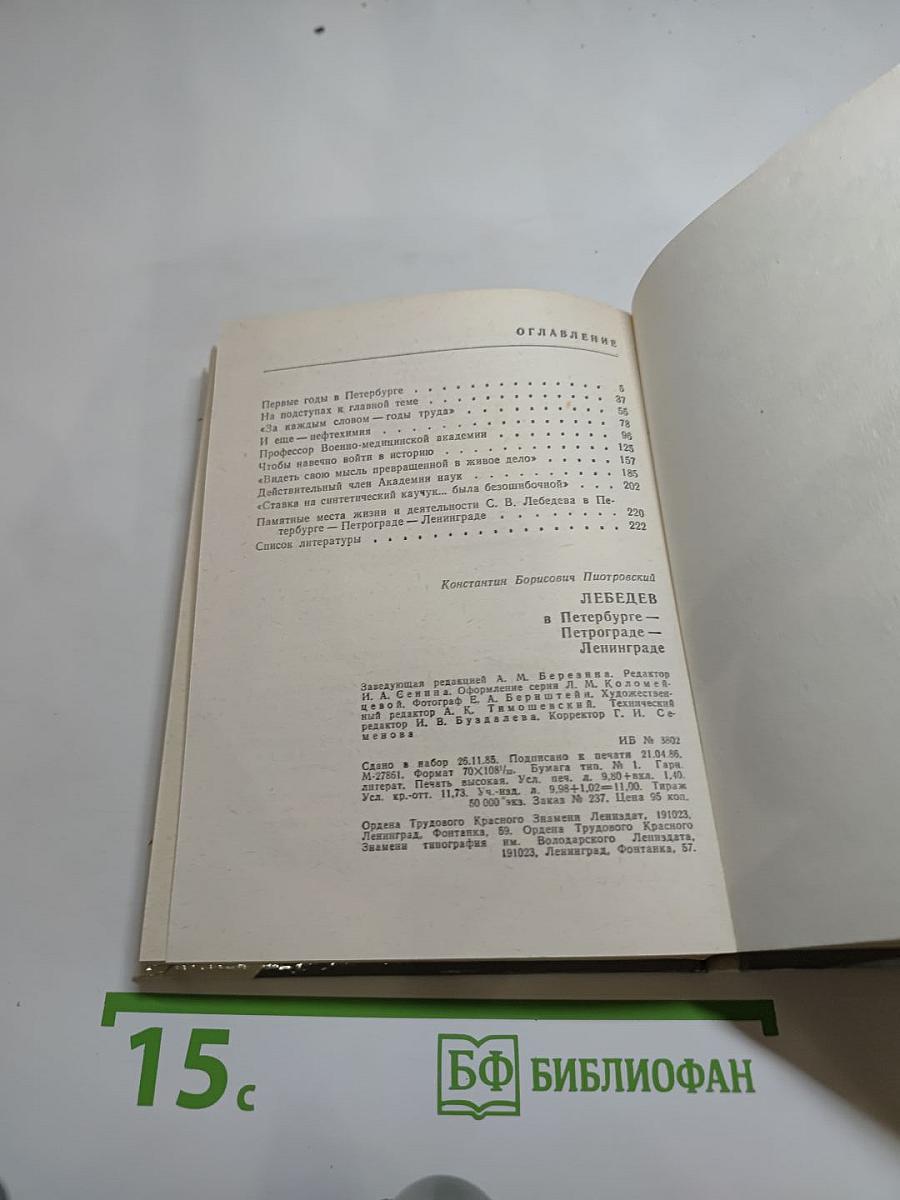 ОГЛАВЛЕНИЕ
Первые годы в Петербурге . . . . . . . . . . . . . . 5
На подступах к главной теме . . . . . . . . . . . . . 37
«За каждым словом — годы труда» . . . . . . . . . . 56
И еще — нефтехимия . . . . . . . . . . . . . . . . 78
Профессор Военно-медицинской академии . . . . . . . . 96
Чтобы навечно войти в историю . . . . . . . . . . . . 125
«Видеть свою мысль превращенной в живое дело» . . . . . 157
Действительный член Академии наук . . . . . . . . . . 185
«Ставка на синтетический каучук... была безошибочной» . . . 202
Памятные места жизни и деятельности С. В. Лебедева в Пе-
тербурге — Петрограде — Ленинграде . . . . . . . . . 220
Список литературы . . . . . . . . . . . . . . . . . 222
Константин Борисович Пиотровский
ЛЕБЕДЕВ
в Петербурге —
Петрограде —
Ленинграде
Заведующая редакцией А. М. Березина. Редактор
И. А. Сенина. Оформление серии Л. М. Коломей-
цевой. Фотограф Е. А. Бернштейн. Художествен-
ный редактор А. К. Тимошевский. Технический
редактор И. В. Буздалева. Корректор Г. И. Се-
менова
ИБ № 3802
Сдано в набор 26.11.85. Подписано к печати 21.04.86.
М-27861. Формат 70×108¹/₃₂. Бумага тип. № 1. Гарн.
литерат. Печать высокая. Усл. печ. л. 9,80+вкл. 1,40.
Усл. кр.-отт. 11,73. Уч.-изд. л. 9,98+1,02=11,00. Тираж
50 000 экз. Заказ № 237. Цена 95 коп.
Ордена Трудового Красного Знамени Лениздат, 191023,
Ленинград, Фонтанка, 59. Ордена Трудового Красного
Знамени типография им. Володарского Лениздата,
191023, Ленинград, Фонтанка, 57.
15 с
БФ БИБЛИОФАН